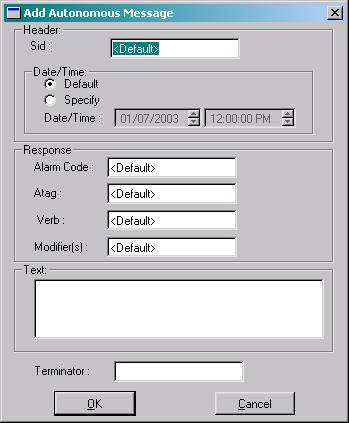 Add Autonomous Message
Header:
Sid : <Default>
Date/Time:
Default
Specify
Date/Time : 01/07/2003 12:00:00 PM
Response
Alarm Code : <Default>
Atag : <Default>
Verb : <Default>
Modifier(s) : <Default>
Text:
Terminator :
OK Cancel